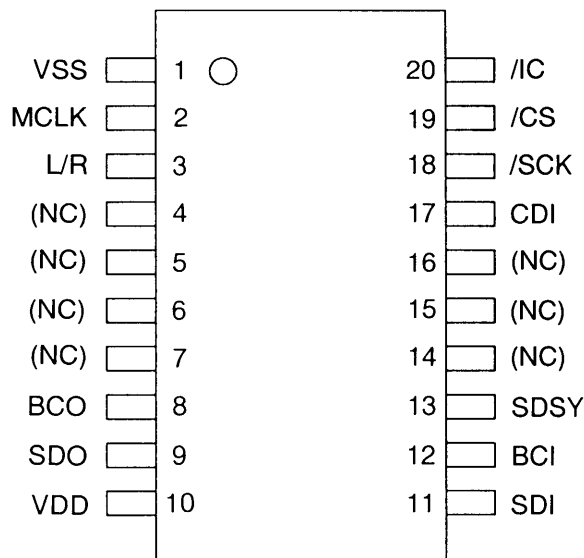 VSS 1 20 /IC
MCLK 2 19 /CS
L/R 3 18 /SCK
(NC) 4 17 CDI
(NC) 5 16 (NC)
(NC) 6 15 (NC)
(NC) 7 14 (NC)
BCO 8 13 SDSY
SDO 9 12 BCI
VDD 10 11 SDI